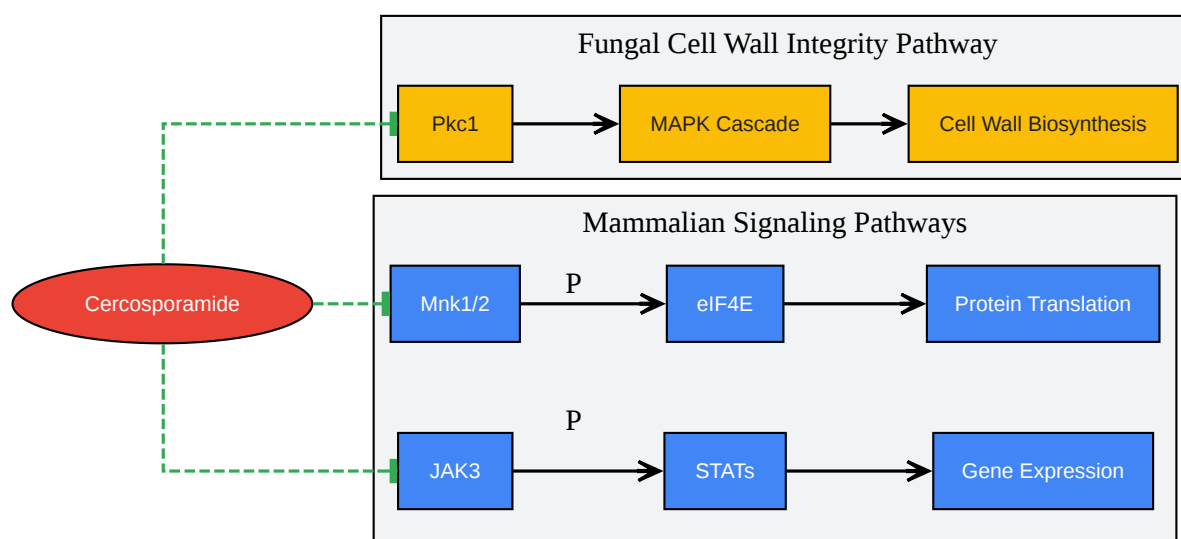 Fungal Cell Wall Integrity Pathway
Pkc1
MAPK Cascade
Cell Wall Biosynthesis
Mammalian Signaling Pathways
Cercosporamide
Mnk1/2
P
eIF4E
Protein Translation
JAK3
P
STATs
Gene Expression